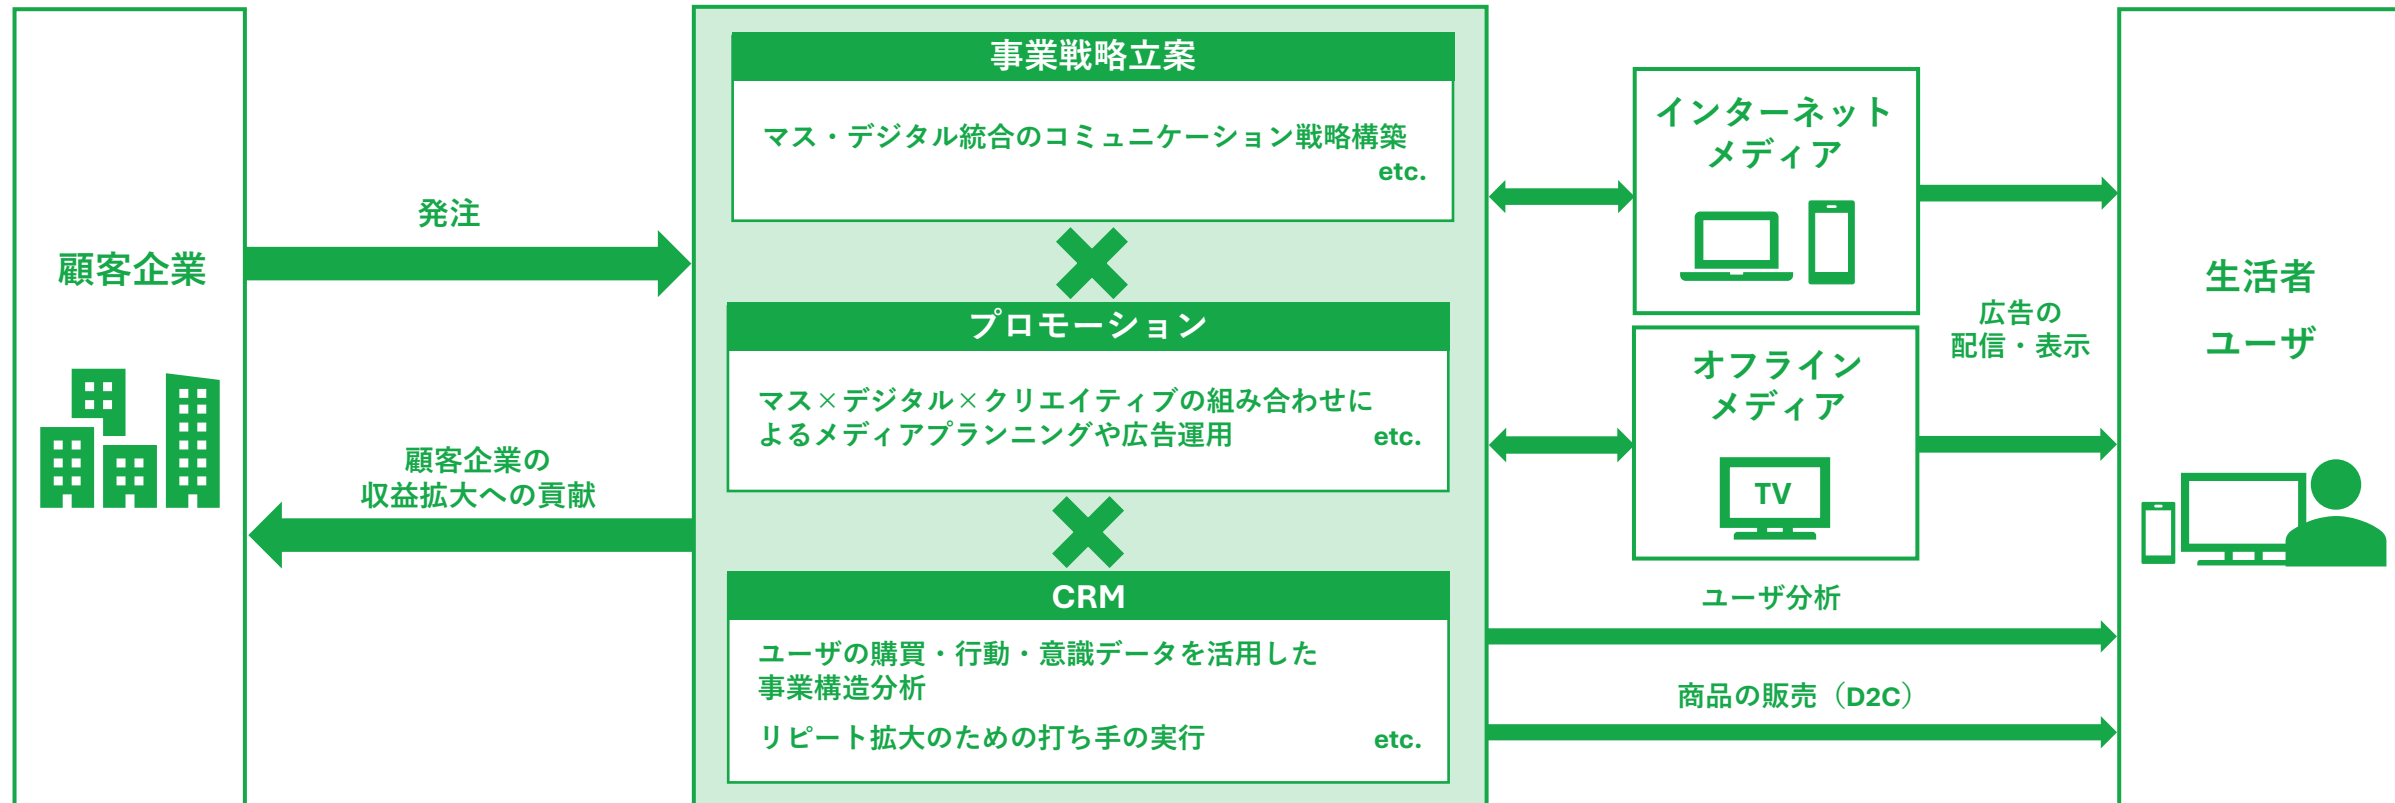 顧客企業
発注
顧客企業の
収益拡大への貢献
事業戦略立案
マス・デジタル統合のコミュニケーション戦略構築
etc.
プロモーション
マス×デジタル×クリエイティブの組み合わせに
よるメディアプランニングや広告運用 etc.
CRM
ユーザの購買・行動・意識データを活用した
事業構造分析
リピート拡大のための打ち手の実行 etc.
インターネット
メディア
オフライン
メディア
TV
広告の
配信・表示
ユーザ分析
商品の販売（D2C）
生活者
ユーザ